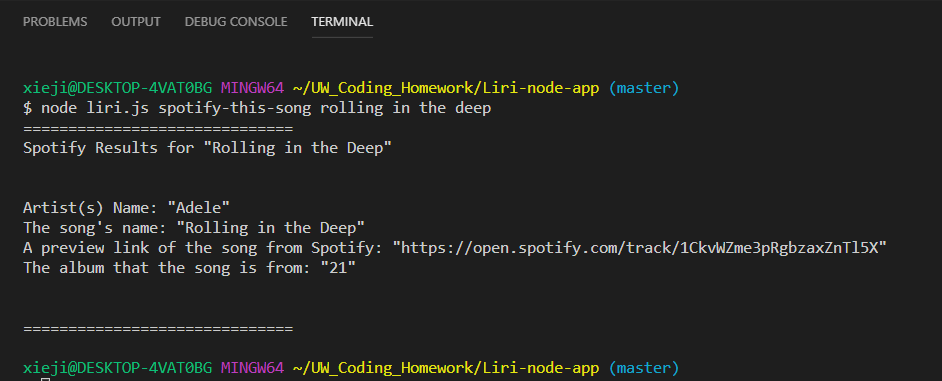 PROBLEMS OUTPUT DEBUG CONSOLE TERMINAL
xieji@DESKTOP-4VAT0BG MINGW64 ~/UW_Coding_Homework/Liri-node-app (master)
$ node liri.js spotify-this-song rolling in the deep
==============================
Spotify Results for "Rolling in the Deep"
Artist(s) Name: "Adele"
The song's name: "Rolling in the Deep"
A preview link of the song from Spotify: "https://open.spotify.com/track/1CkvWZme3pRgbzaxZnTl5X"
The album that the song is from: "21"
==============================
xieji@DESKTOP-4VAT0BG MINGW64 ~/UW_Coding_Homework/Liri-node-app (master)